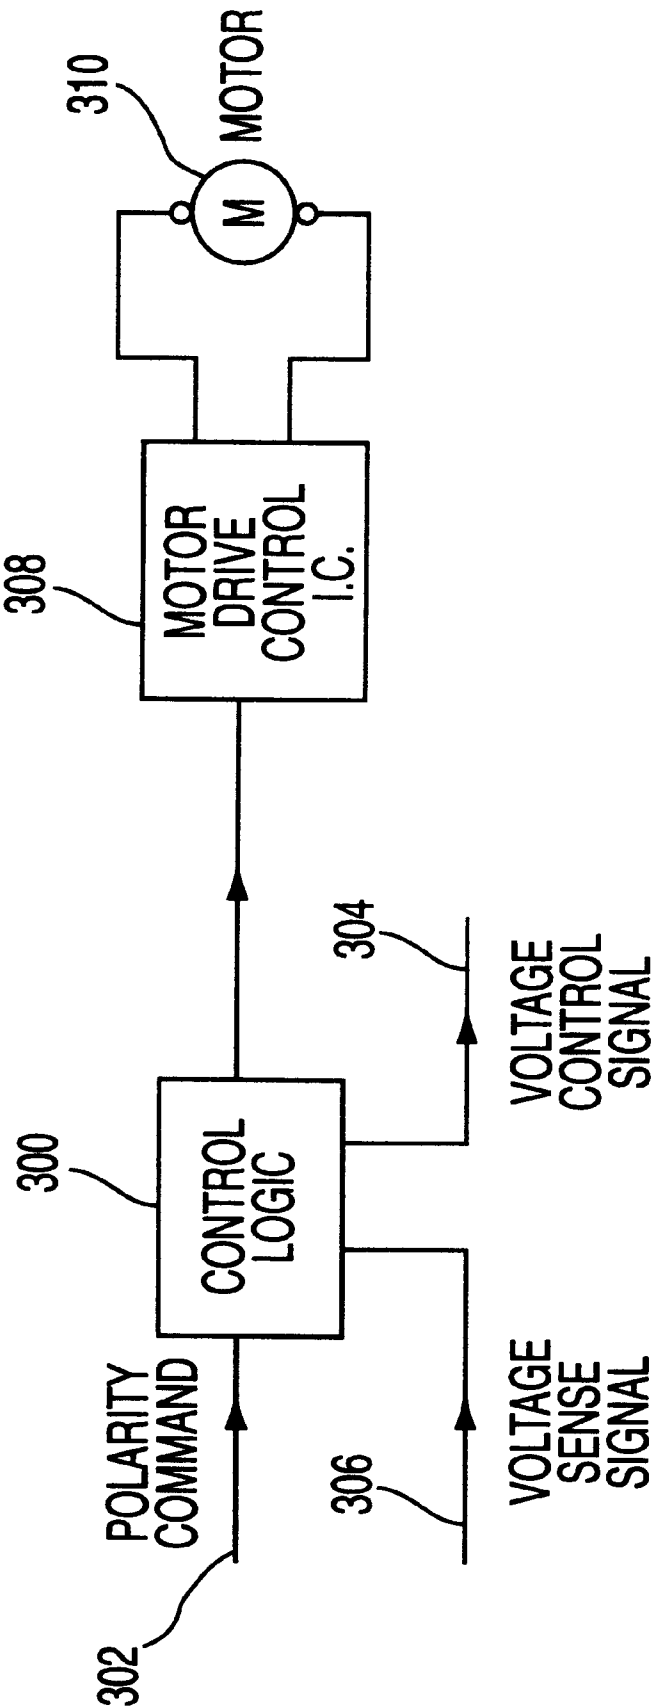 302
POLARITY
COMMAND
300
CONTROL
LOGIC
306
VOLTAGE
SENSE
SIGNAL
304
VOLTAGE
CONTROL
SIGNAL
308
MOTOR
DRIVE
CONTROL
I.C.
310
M
MOTOR